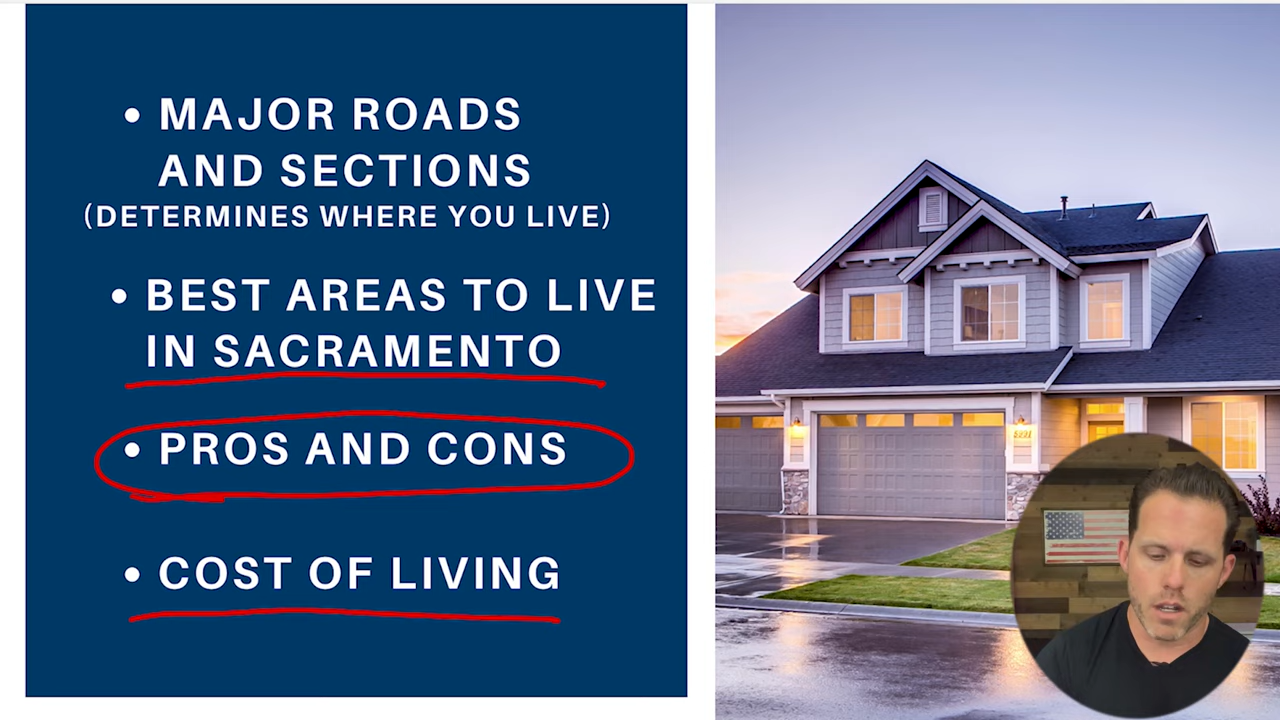 • MAJOR ROADS
AND SECTIONS
(DETERMINES WHERE YOU LIVE)
• BEST AREAS TO LIVE
IN SACRAMENTO
• PROS AND CONS
• COST OF LIVING